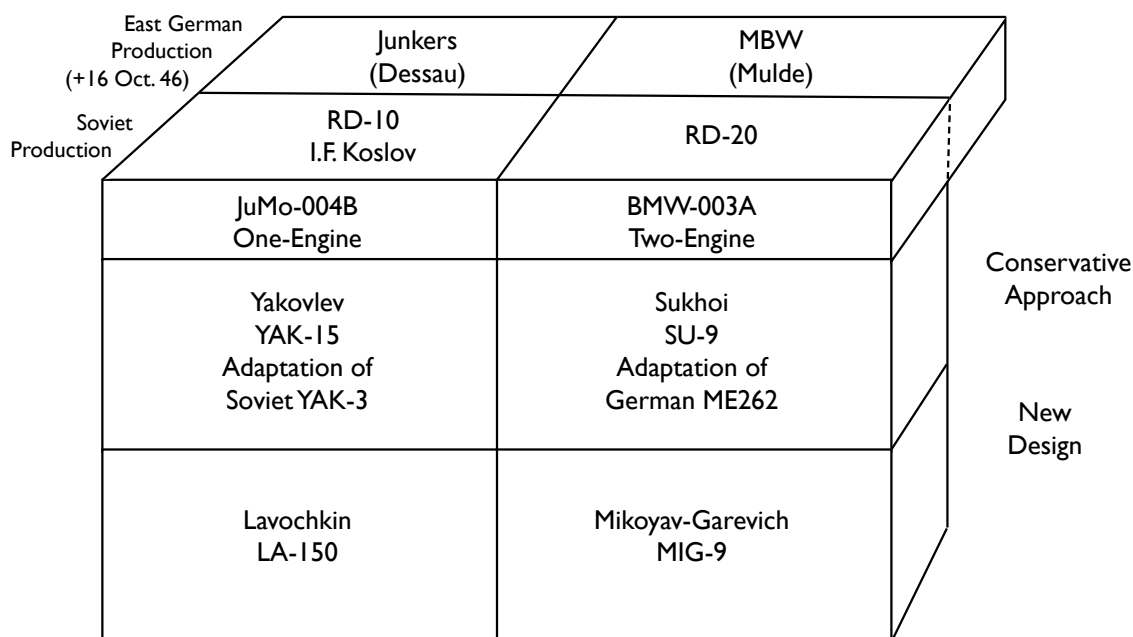 East German
Production
(+16 Oct. 46)
Junkers
(Dessau)
MBW
(Mulde)
Soviet
Production
RD-10
I.F. Koslov
RD-20
JuMo-004B
One-Engine
BMW-003A
Two-Engine
Conservative
Approach
Yakovlev
YAK-15
Adaptation of
Soviet YAK-3
Sukhoi
SU-9
Adaptation of
German ME262
New
Design
Lavochkin
LA-150
Mikoyav-Garevich
MIG-9